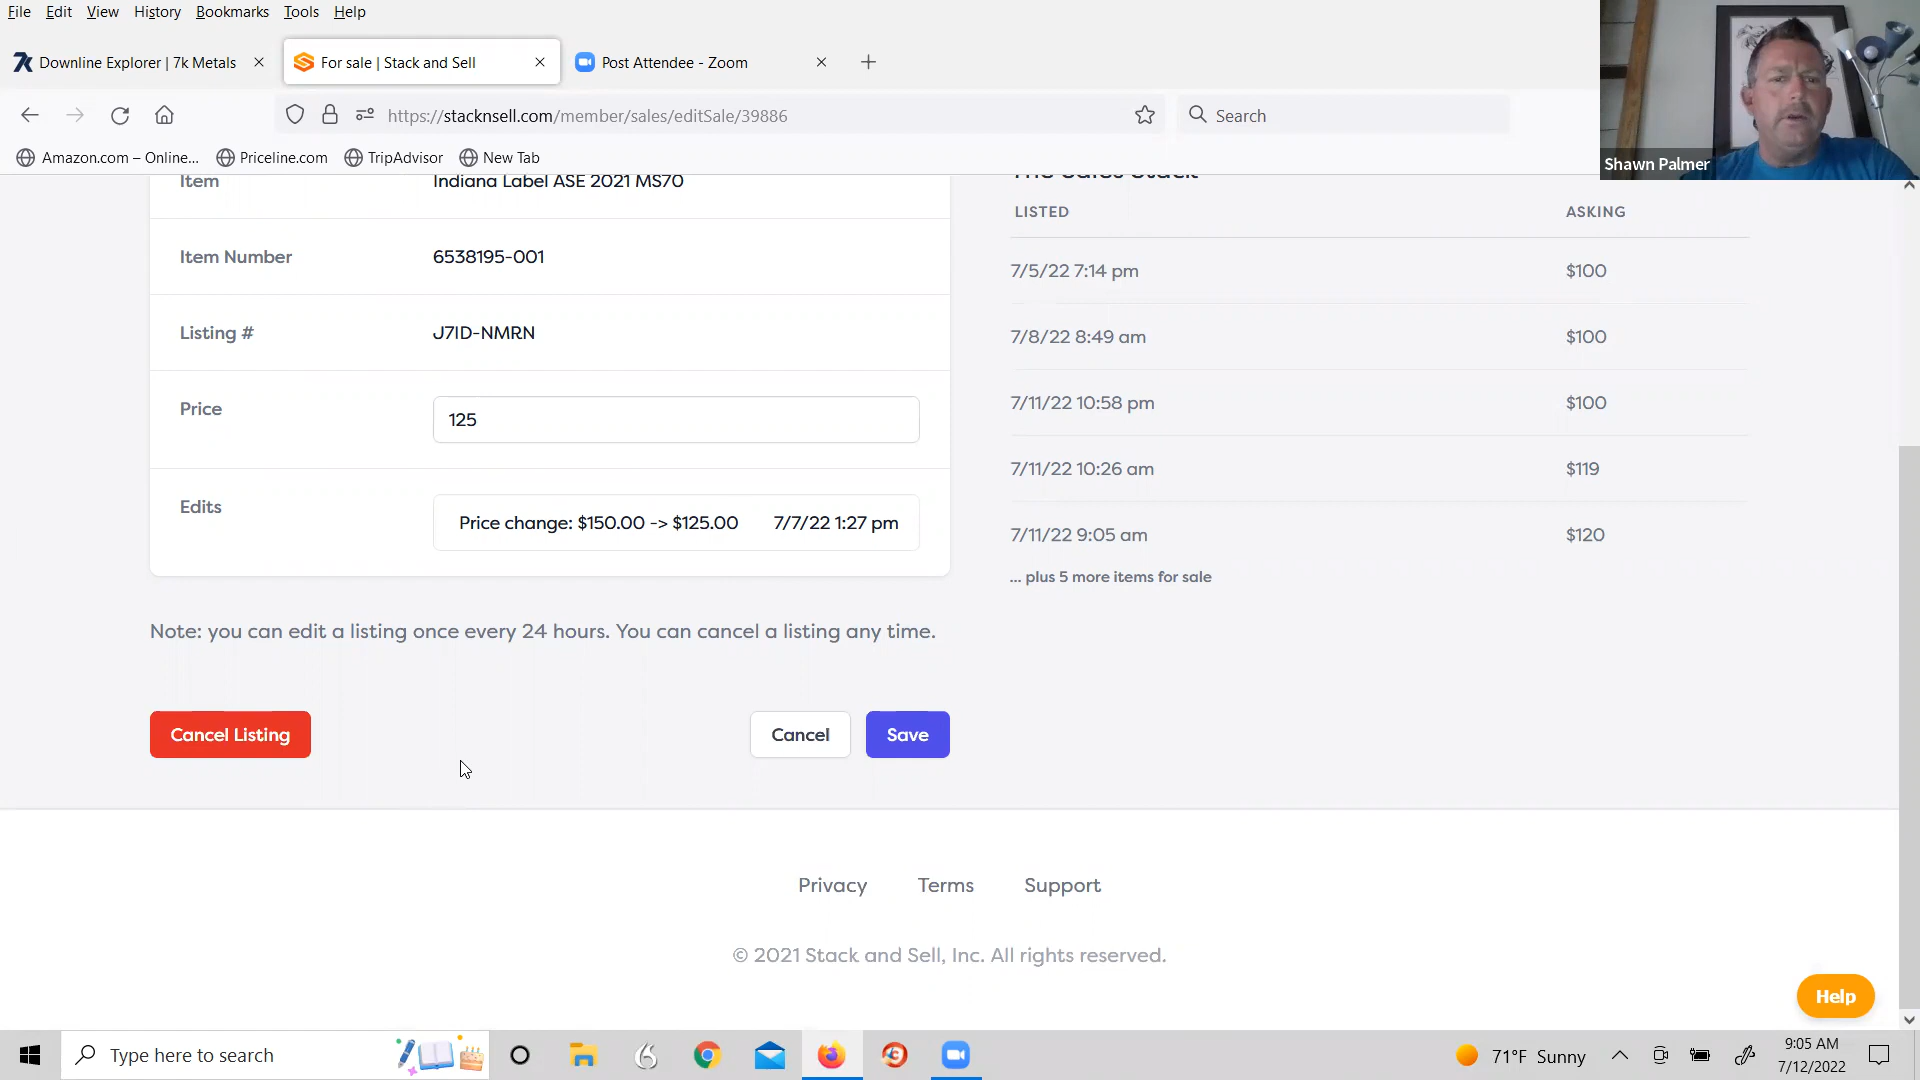 File Edit View History Bookmarks Tools Help
Downline Explorer | 7k Metals
For sale | Stack and Sell
Post Attendee - Zoom
https://stacknsell.com/member/sales/editSale/39886
Search
Amazon.com – Online... Priceline.com TripAdvisor New Tab
Shawn Palmer
Item Indiana Label ASE 2021 MS70
Item Number 6538195-001
Listing # J7ID-NMRN
Price 125
Edits Price change: $150.00 -> $125.00 7/7/22 1:27 pm
Note: you can edit a listing once every 24 hours. You can cancel a listing any time.
Cancel Listing Cancel Save
The Sales Stack
LISTED ASKING
7/5/22 7:14 pm $100
7/8/22 8:49 am $100
7/11/22 10:58 pm $100
7/11/22 10:26 am $119
7/11/22 9:05 am $120
... plus 5 more items for sale
Privacy Terms Support
© 2021 Stack and Sell, Inc. All rights reserved.
Help
Type here to search
71°F Sunny
9:05 AM
7/12/2022